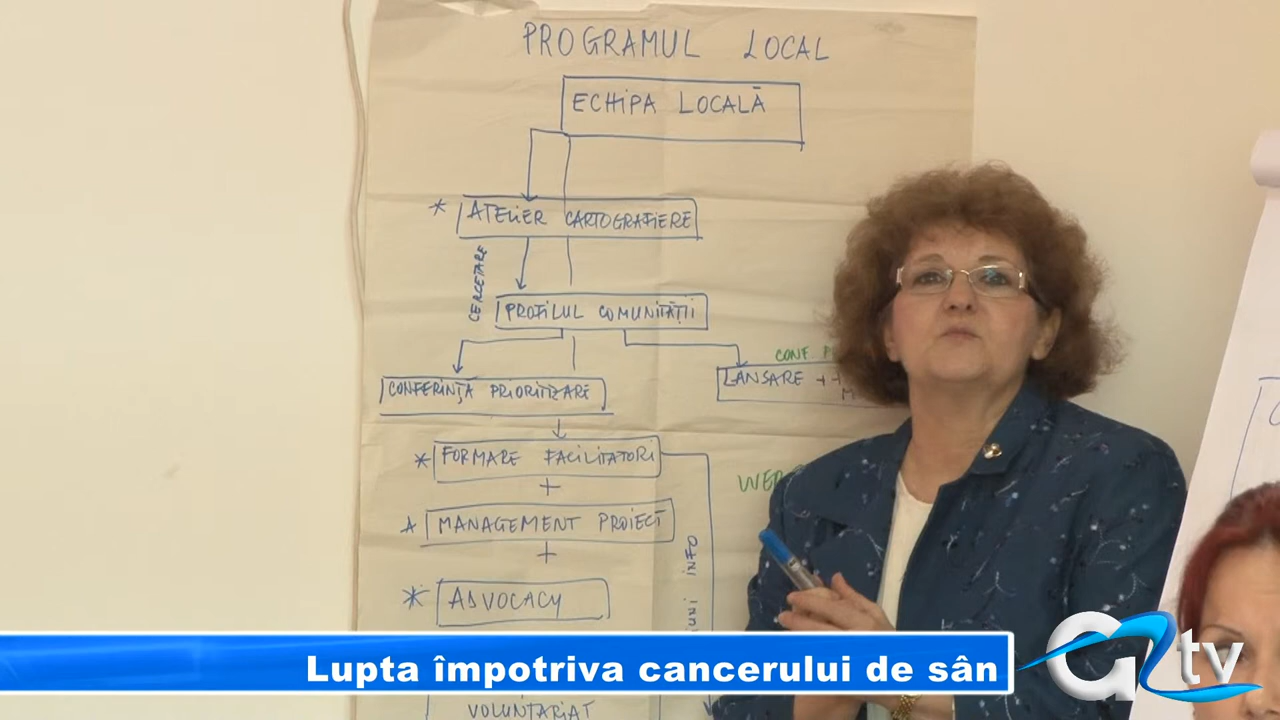 PROGRAMUL LOCAL
ECHIPA LOCALĂ
* ATELIER CARTOGRAFIERE
CERCETARE
PROFILUL COMUNITĂȚII
CONF.
CONFERINȚA PRIORITIZARE
LANSARE +
* FORMARE FACILITATORI
+
MANAGEMENT PROIECT
+
* ADVOCACY
INFO
Lupta împotriva cancerului de sân
tv
VOLUNTARIAT